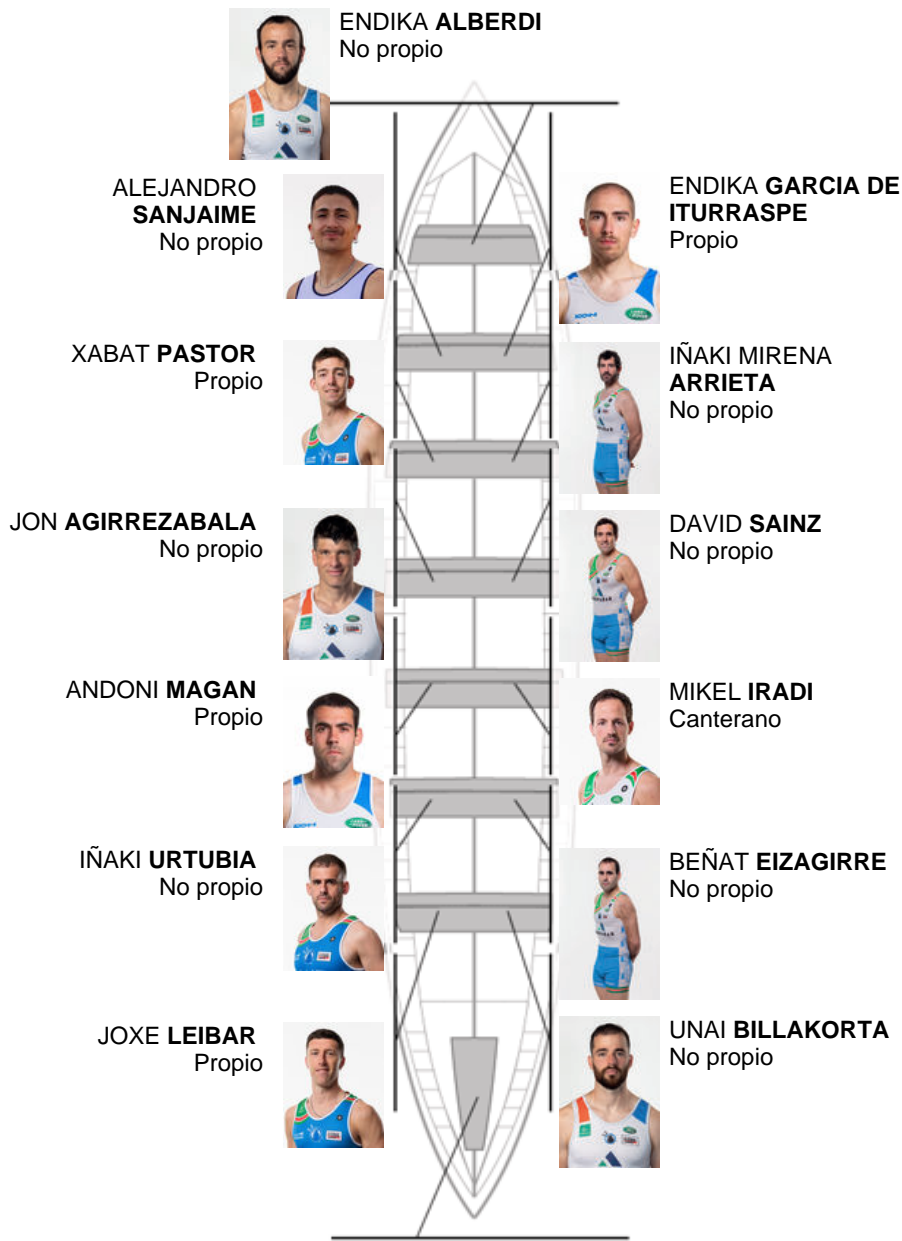 ENDIKA ALBERDI
No propio
ALEJANDRO
SANJAIME
No propio
ENDIKA GARCIA DE
ITURRASPE
Propio
XABAT PASTOR
Propio
IÑAKI MIRENA
ARRIETA
No propio
JON AGIRREZABALA
No propio
DAVID SAINZ
No propio
ANDONI MAGAN
Propio
MIKEL IRADI
Canterano
IÑAKI URTUBIA
No propio
BEÑAT EIZAGIRRE
No propio
JOXE LEIBAR
Propio
UNAI BILLAKORTA
No propio